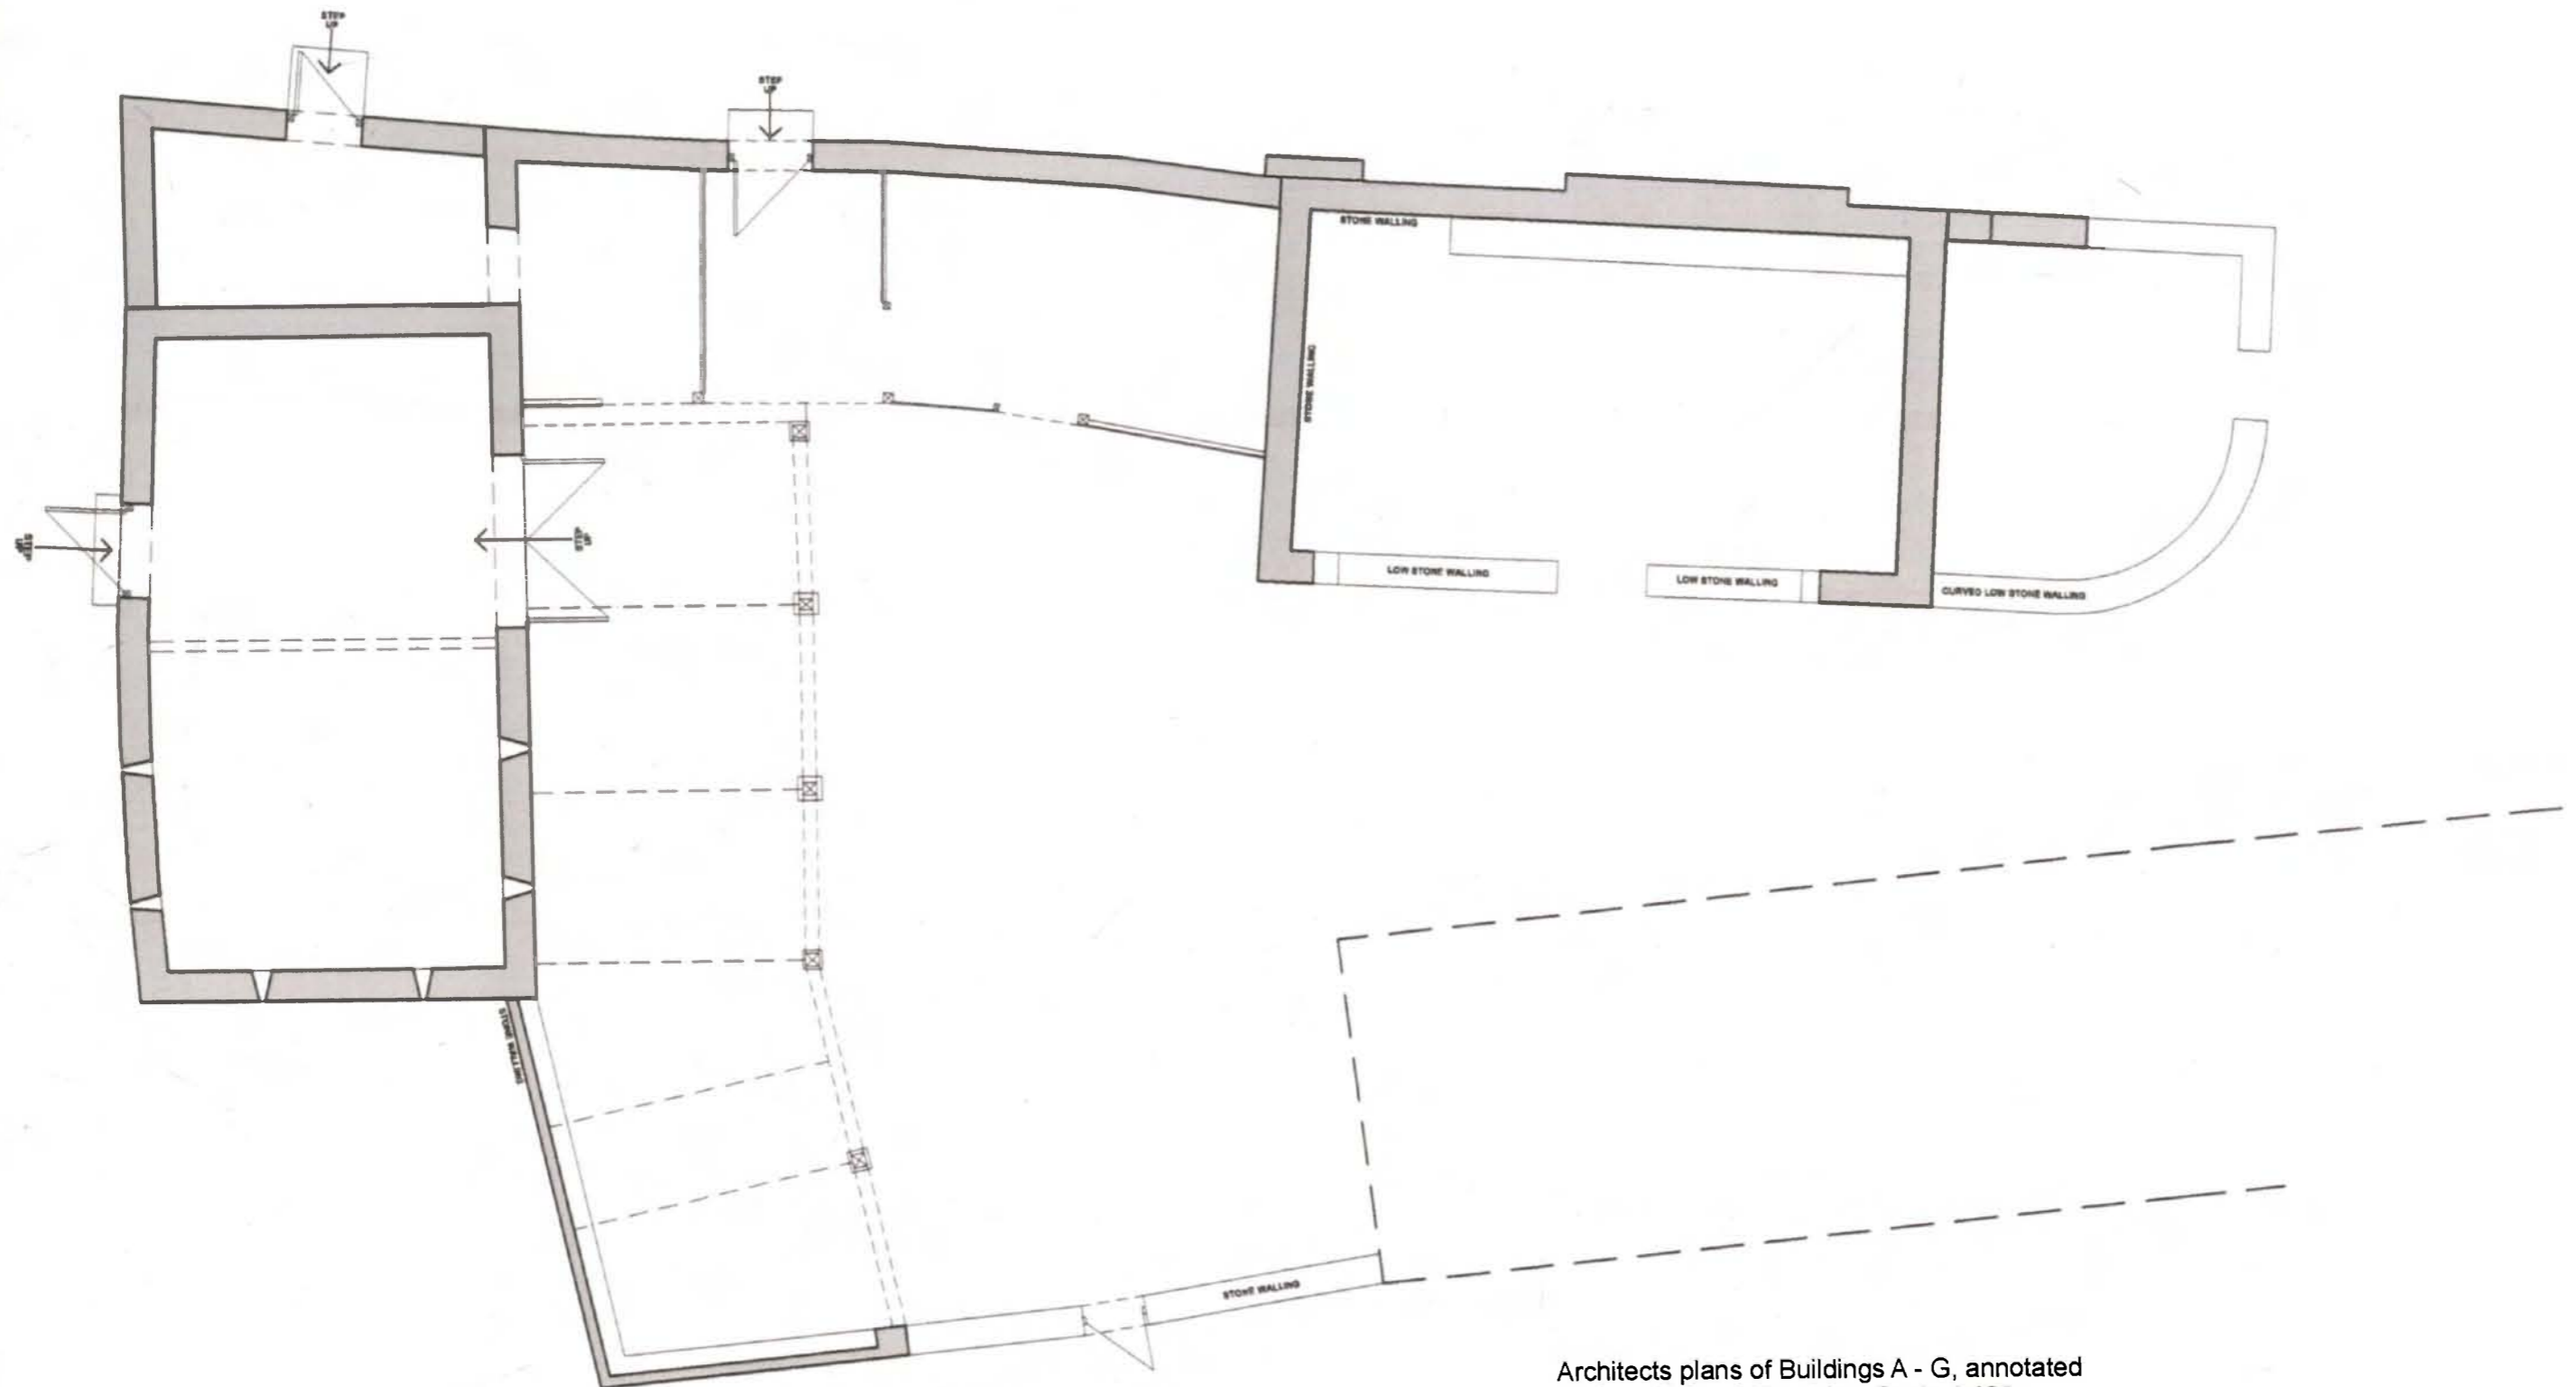 STEP
UP
STEP
UP
STONE WALLING
STONE WALLING
STEP
UP
STEP
UP
LOW STONE WALLING
LOW STONE WALLING
CURVED LOW STONE WALLING
STONE WALLING
STONE WALLING
Architects plans of Buildings A - G, annotated